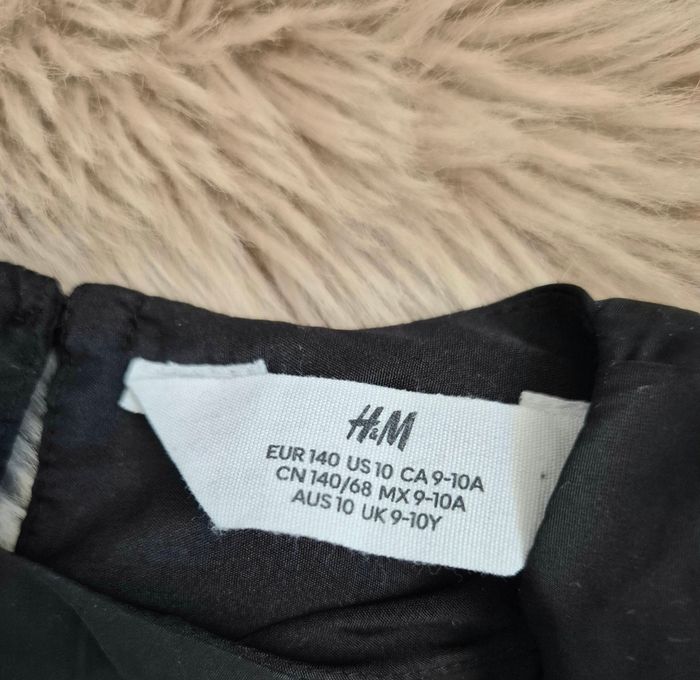 H&M
EUR 140 US 10 CA 9-10A
CN 140/68 MX 9-10A
AUS 10 UK 9-10Y